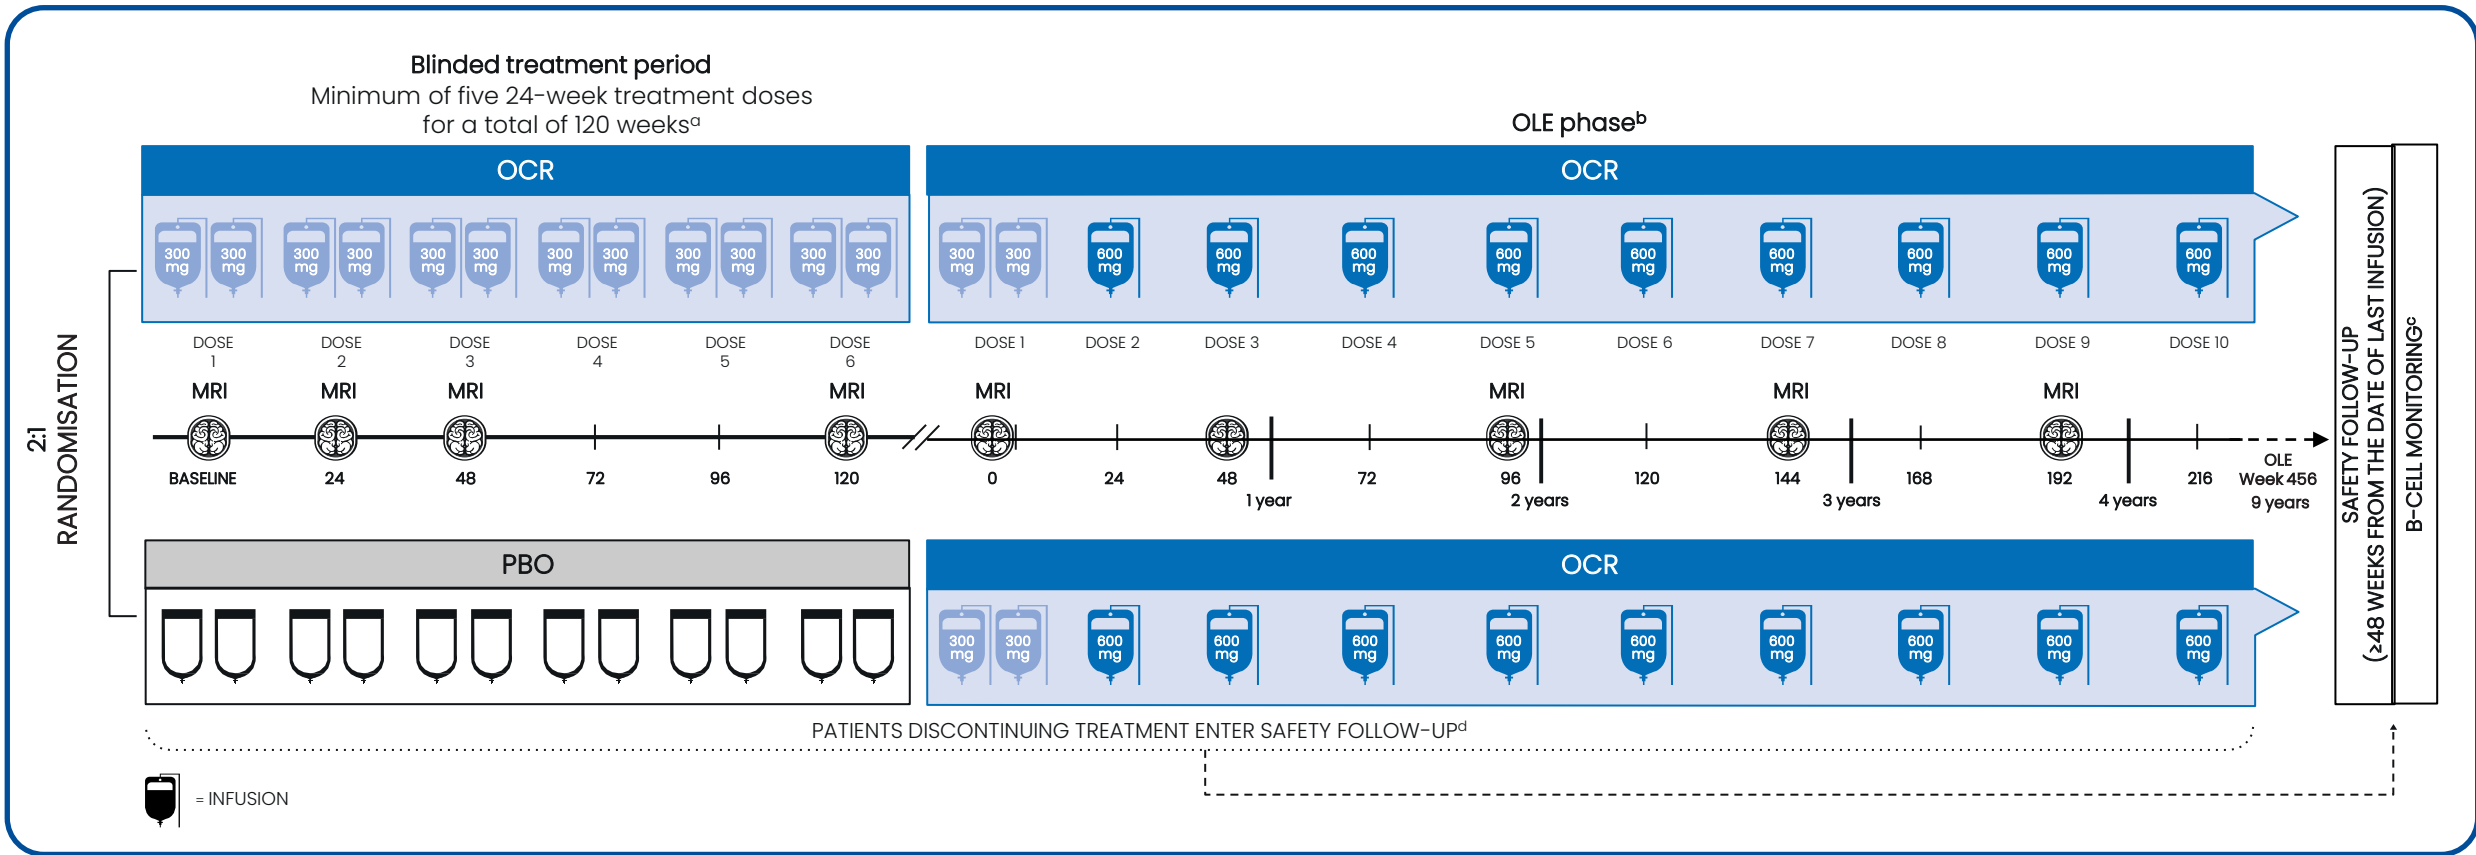 Blinded treatment period
Minimum of five 24-week treatment doses
for a total of 120 weeksᵃ
OLE phaseᵇ
OCR
OCR
300 mg 300 mg 300 mg 300 mg 300 mg 300 mg 300 mg 300 mg 300 mg 300 mg 300 mg 300 mg
300 mg 300 mg 600 mg 600 mg 600 mg 600 mg 600 mg 600 mg 600 mg 600 mg 600 mg
2:1
RANDOMISATION
DOSE 1 DOSE 2 DOSE 3 DOSE 4 DOSE 5 DOSE 6
DOSE 1 DOSE 2 DOSE 3 DOSE 4 DOSE 5 DOSE 6 DOSE 7 DOSE 8 DOSE 9 DOSE 10
MRI MRI MRI MRI MRI MRI MRI MRI
BASELINE 24 48 72 96 120 0 24 48 72 96 120 144 168 192 216
1 year 2 years 3 years 4 years
OLE
Week 456
9 years
PBO
OCR
300 mg 300 mg 600 mg 600 mg 600 mg 600 mg 600 mg 600 mg 600 mg 600 mg 600 mg
SAFETY FOLLOW-UP
(≥48 WEEKS FROM THE DATE OF LAST INFUSION)
B-CELL MONITORINGᶜ
PATIENTS DISCONTINUING TREATMENT ENTER SAFETY FOLLOW-UPᵈ
= INFUSION